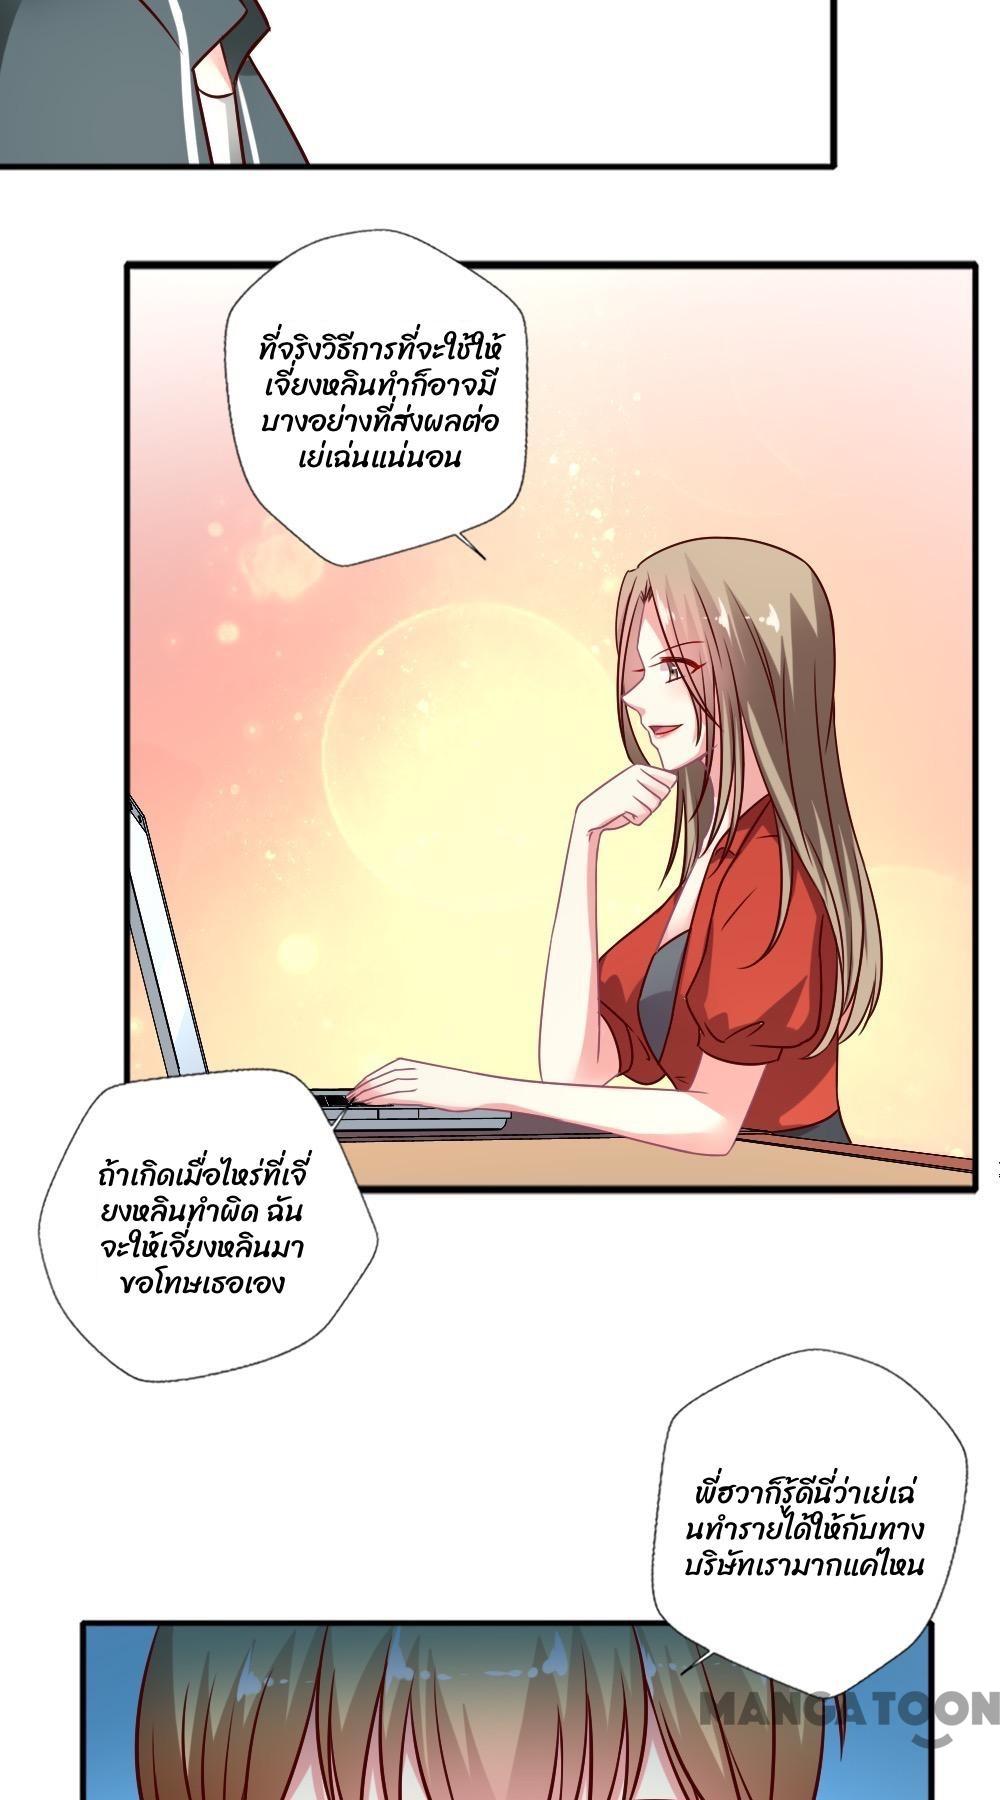 ที่จริงวิธีการที่จะใช้ให้
เจี่ยงหลินทำก็อาจมี
บางอย่างที่ส่งผลต่อ
เย่เฉ่นแน่นอน
ถ้าเกิดเมื่อไหร่ที่เจี่
ยงหลินทำผิด ฉัน
จะให้เจี่ยงหลินมา
ขอโทษเธอเอง
พี่ฮวาก็รู้ดีนี่ว่าเย่เฉ่
นทำรายได้ให้กับทาง
บริษัทเรามากแค่ไหน
MANGATOON